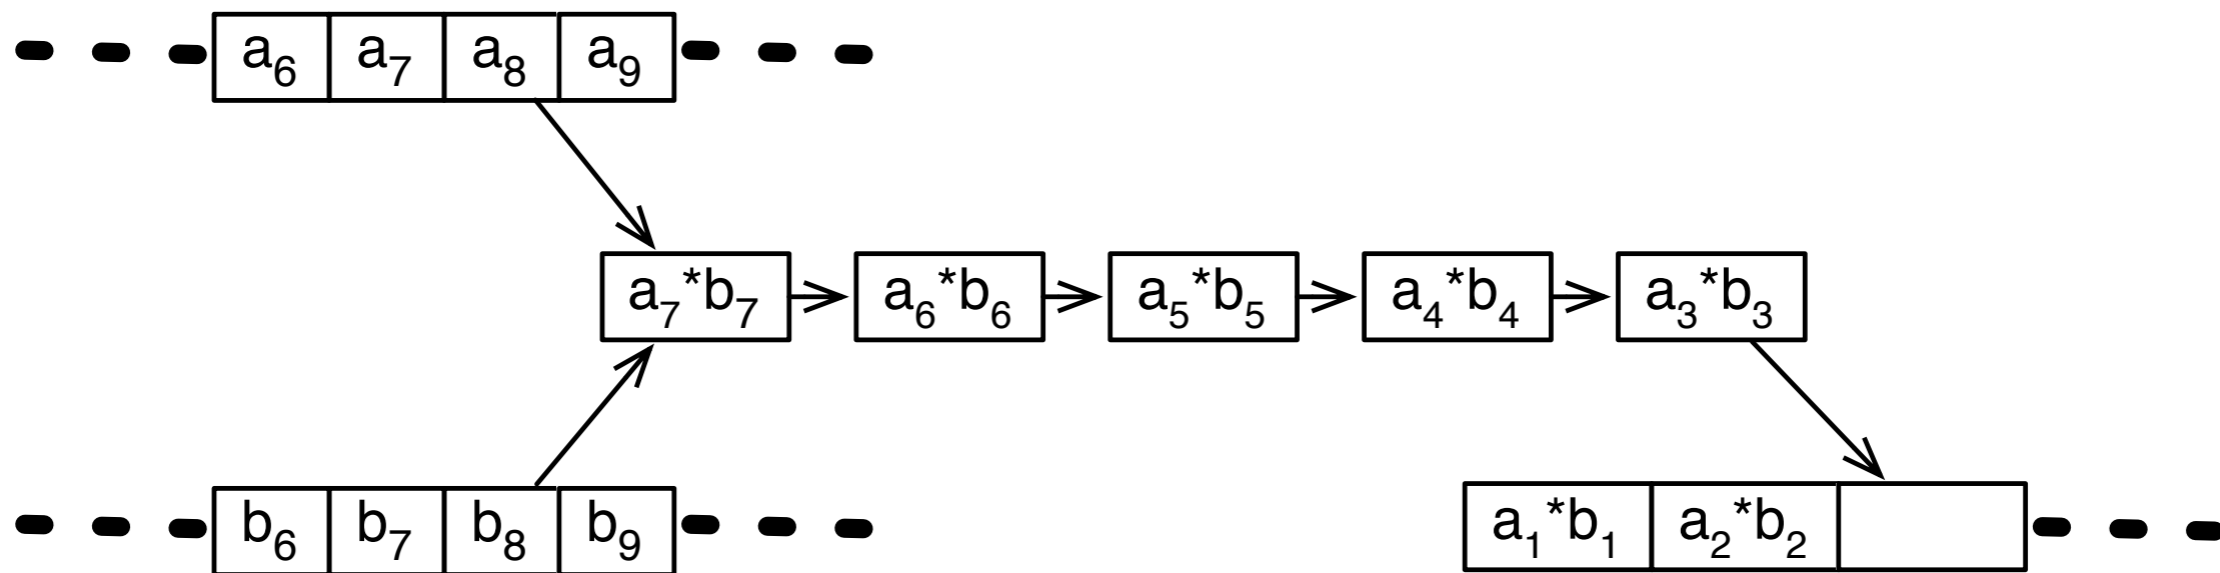 a₆ a₇ a₈ a₉
a₇*b₇ a₆*b₆ a₅*b₅ a₄*b₄ a₃*b₃
b₆ b₇ b₈ b₉
a₁*b₁ a₂*b₂